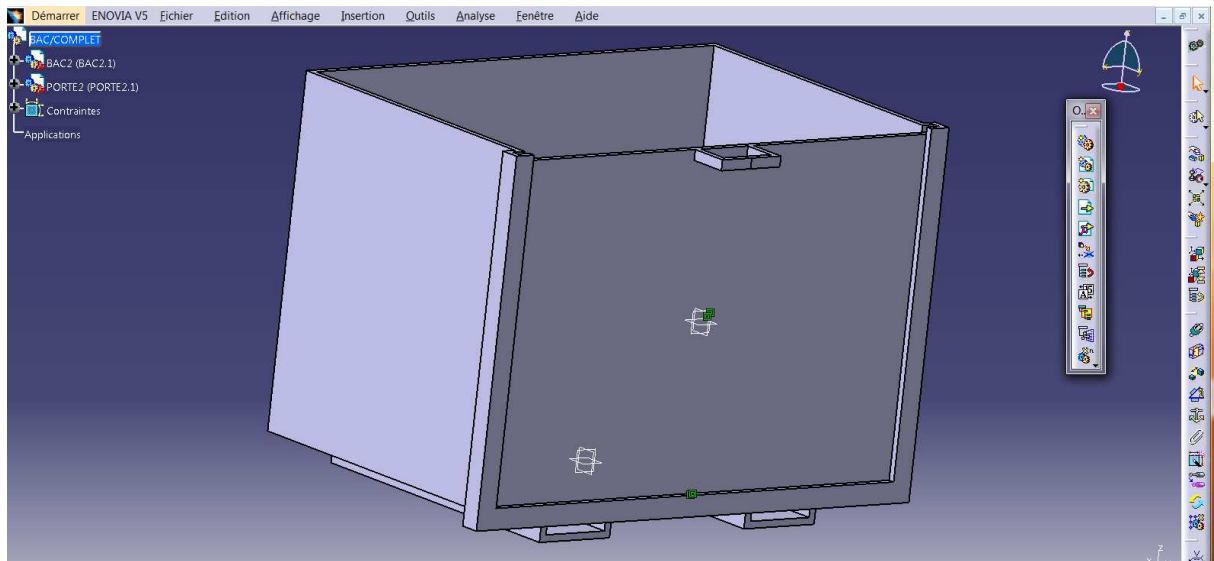 Démarrer ENOVIA V5 Fichier Edition Affichage Insertion Outils Analyse Fenêtre Aide
BAC/COMPLET
BAC2 (BAC2.1)
PORTE2 (PORTE2.1)
Contraintes
Applications
O...
z